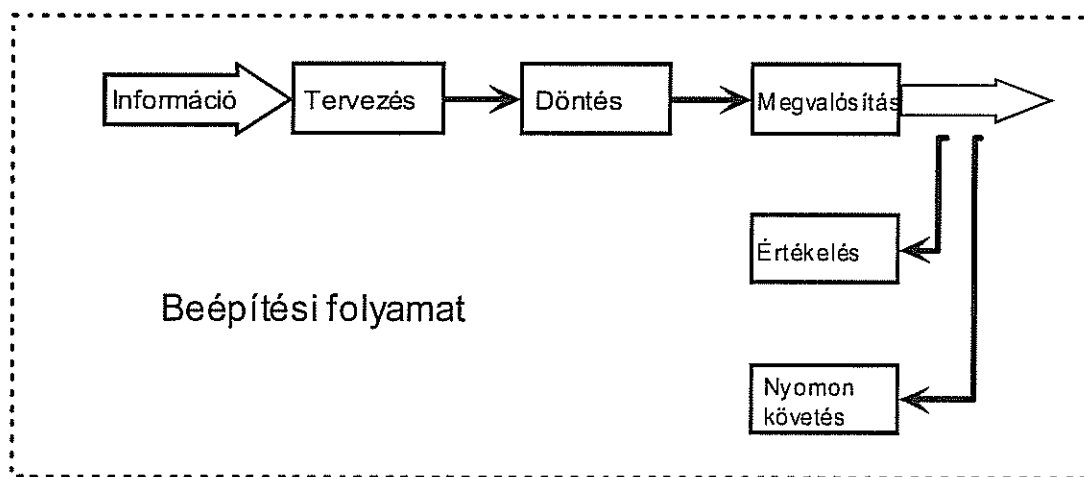 Információ
Tervezés
Döntés
Megvalósítás
Értékelés
Beépítési folyamat
Nyomon
követés